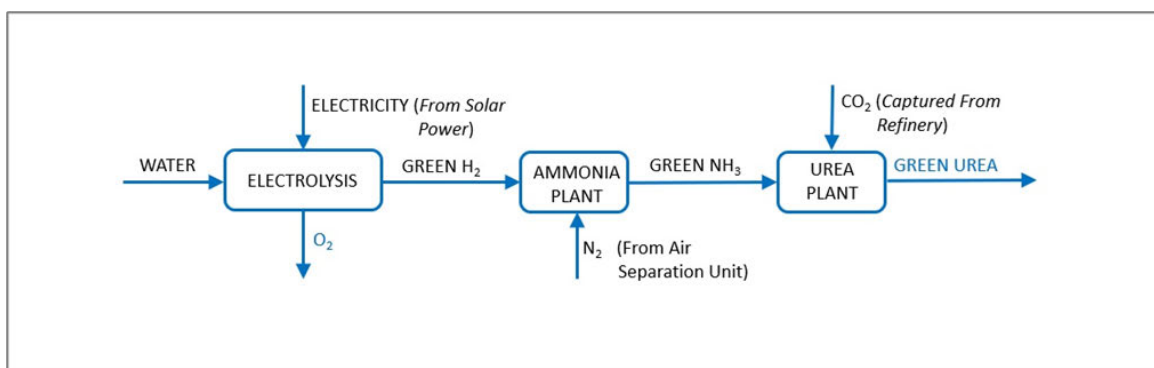 ELECTRICITY (From Solar
Power)
CO₂ (Captured From
Refinery)
WATER
ELECTROLYSIS
GREEN H₂
AMMONIA
PLANT
GREEN NH₃
UREA
PLANT
GREEN UREA
O₂
N₂ (From Air
Separation Unit)